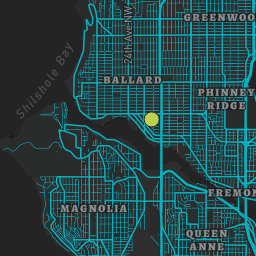 GREENWOO
24th Ave NW
Shilshole Bay
BALLARD
PHINNEY
RIDGE
FREMON
MAGNOLIA
QUEEN
ANNE